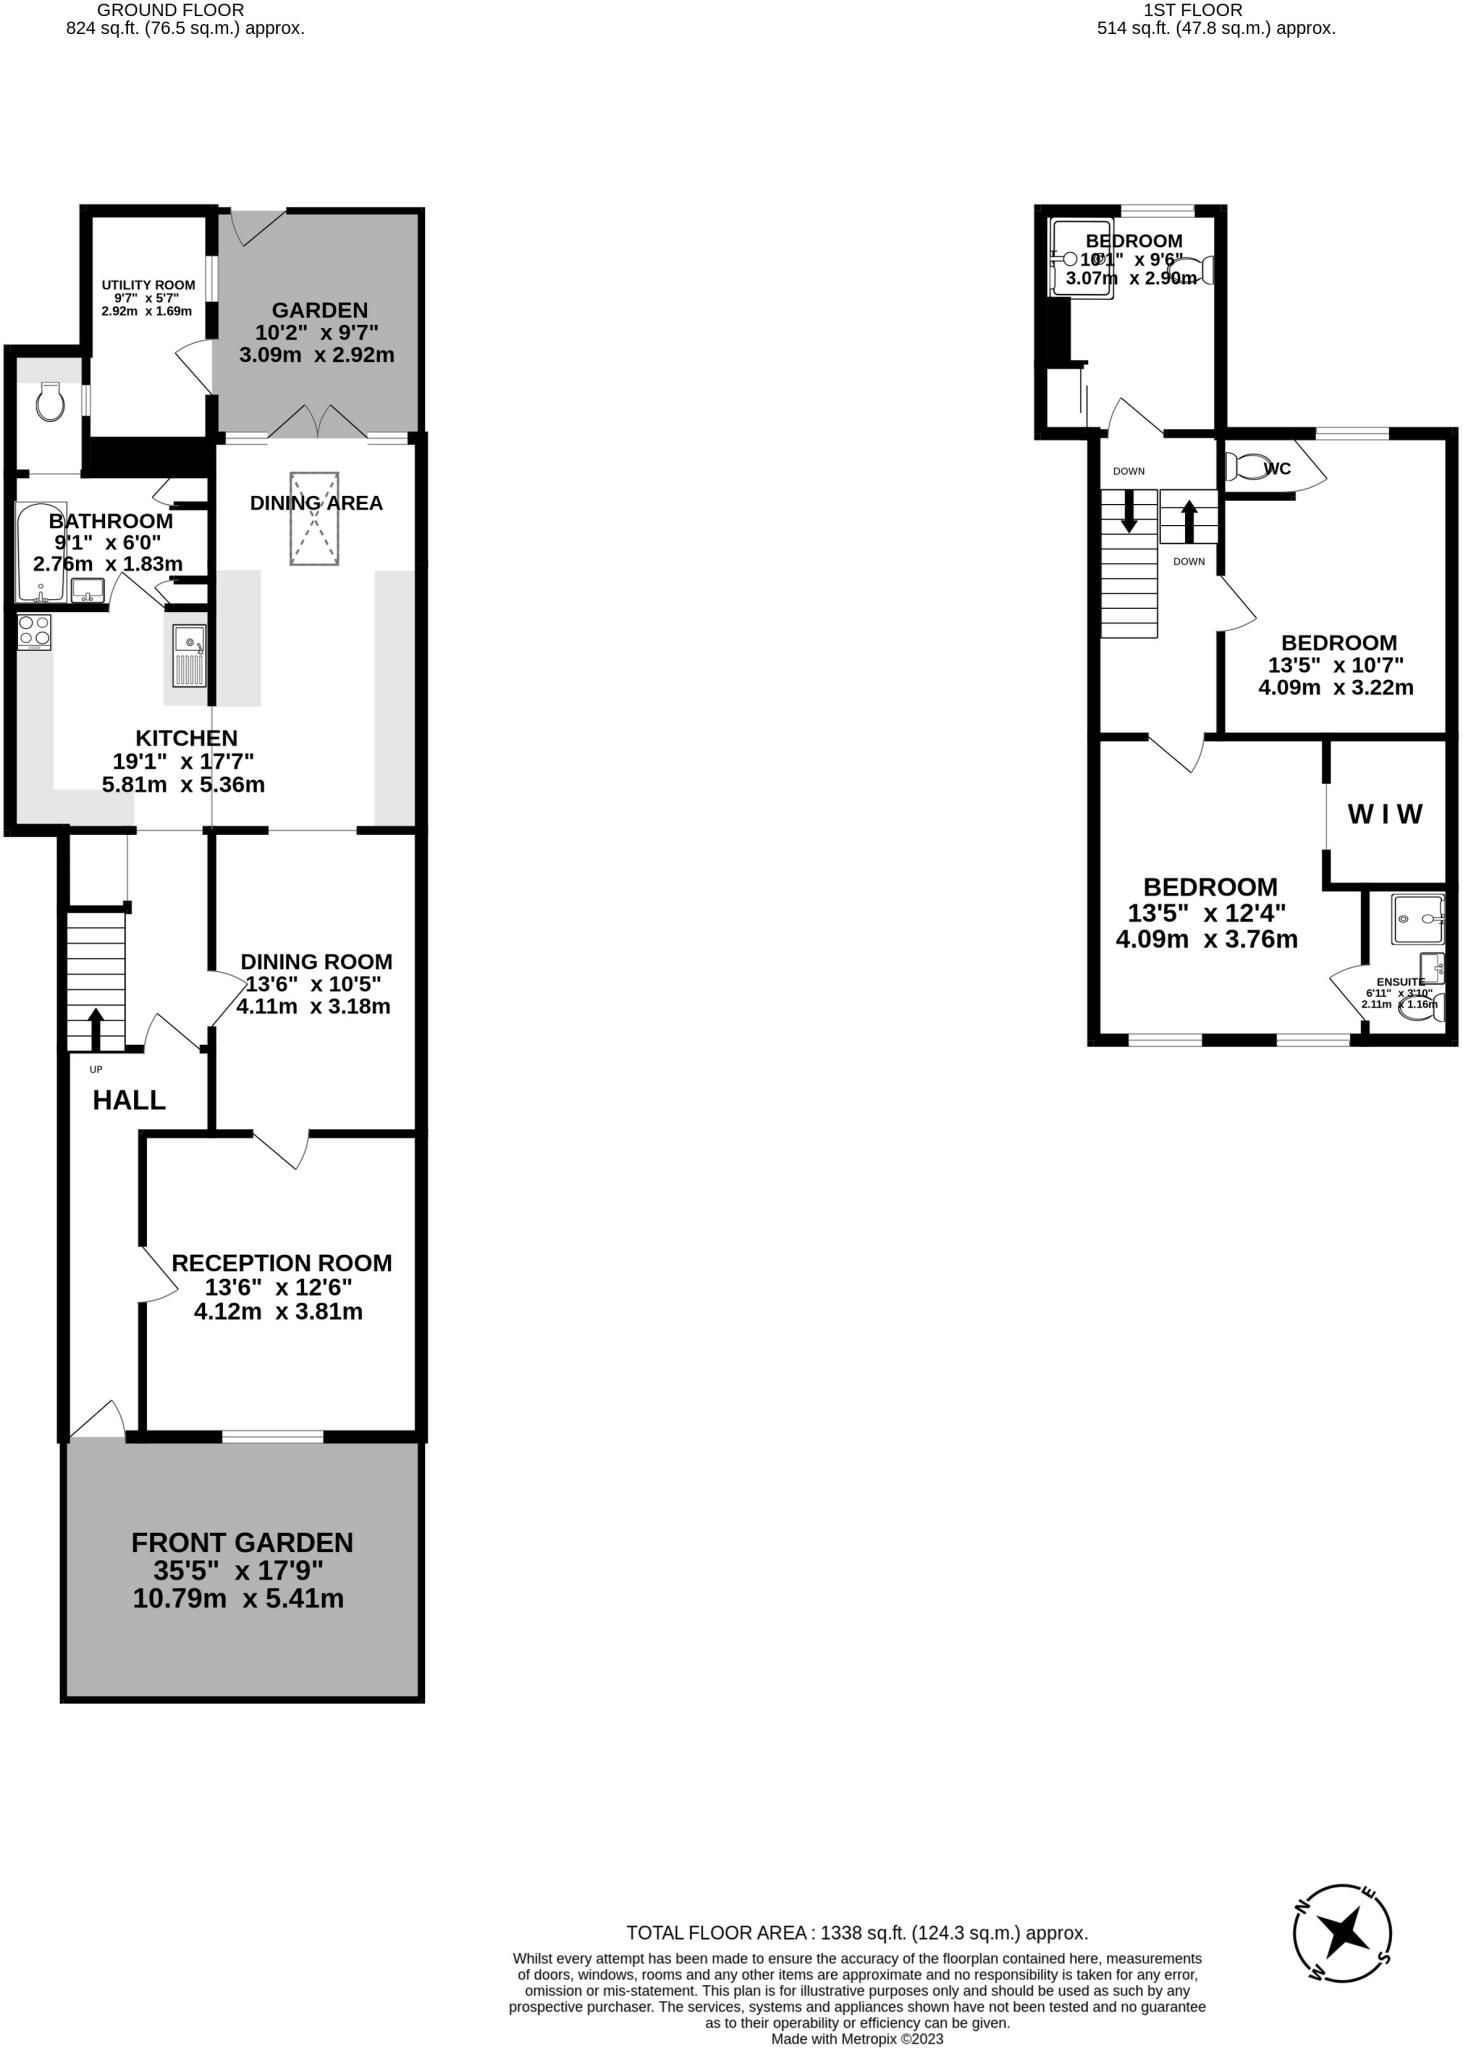 GROUND FLOOR
824 sq.ft. (76.5 sq.m.) approx.
1ST FLOOR
514 sq.ft. (47.8 sq.m.) approx.
UTILITY ROOM
9'7" x 5'7"
2.92m x 1.69m
GARDEN
10'2" x 9'7"
3.09m x 2.92m
DINING AREA
BATHROOM
9'1" x 6'0"
2.76m x 1.83m
KITCHEN
19'1" x 17'7"
5.81m x 5.36m
DINING ROOM
13'6" x 10'5"
4.11m x 3.18m
UP
HALL
RECEPTION ROOM
13'6" x 12'6"
4.12m x 3.81m
FRONT GARDEN
35'5" x 17'9"
10.79m x 5.41m
BEDROOM
10'1" x 9'6"
3.07m x 2.90m
DOWN
WC
DOWN
BEDROOM
13'5" x 10'7"
4.09m x 3.22m
W I W
BEDROOM
13'5" x 12'4"
4.09m x 3.76m
ENSUITE
6'11" x 3'10"
2.11m x 1.16m
N
E
W
S
TOTAL FLOOR AREA : 1338 sq.ft. (124.3 sq.m.) approx.
Whilst every attempt has been made to ensure the accuracy of the floorplan contained here, measurements
of doors, windows, rooms and any other items are approximate and no responsibility is taken for any error,
omission or mis-statement. This plan is for illustrative purposes only and should be used as such by any
prospective purchaser. The services, systems and appliances shown have not been tested and no guarantee
as to their operability or efficiency can be given.
Made with Metropix ©2023